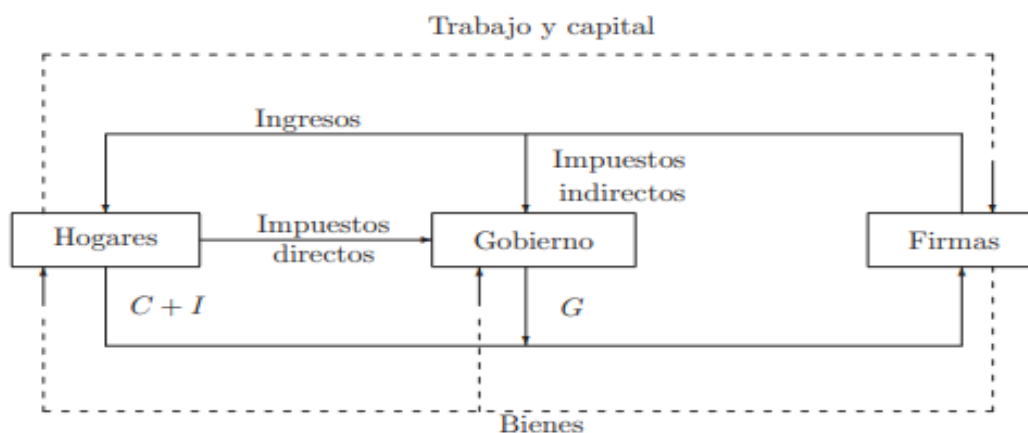 Trabajo y capital
Ingresos
Impuestos
indirectos
Hogares
Impuestos
directos
Gobierno
Firmas
C + I
G
Bienes